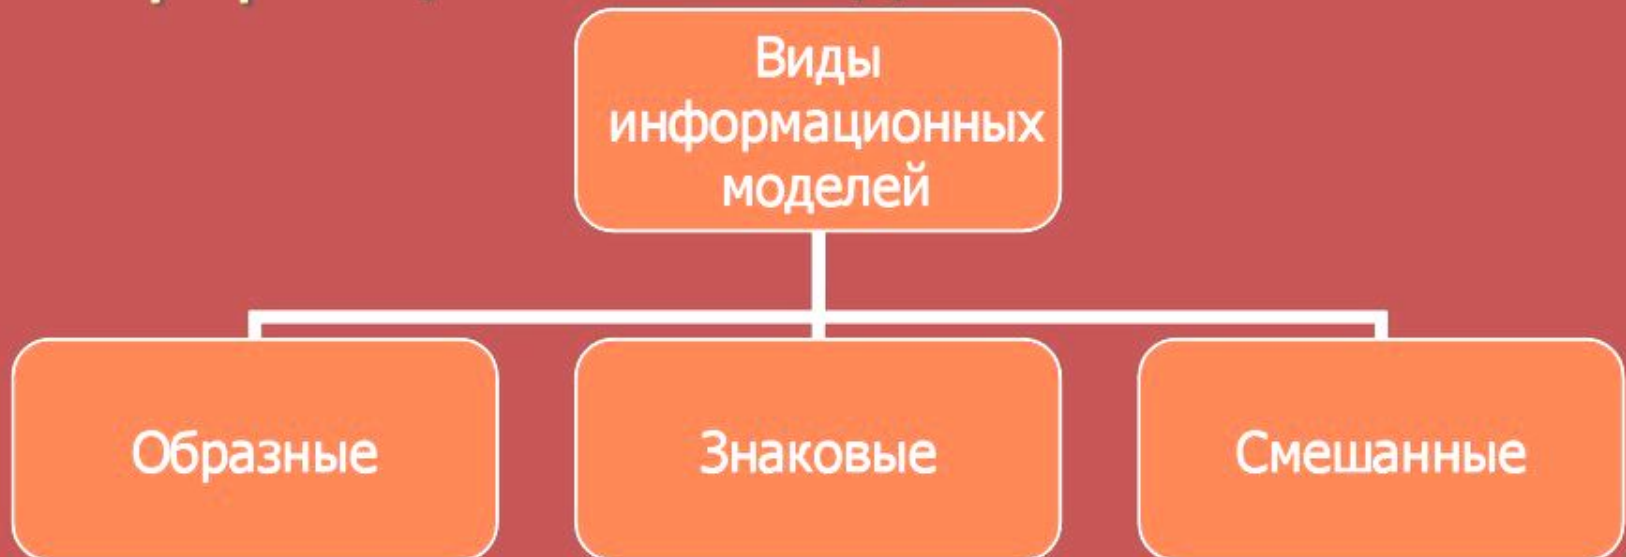 Виды
информационных
моделей
Образные
Знаковые
Смешанные